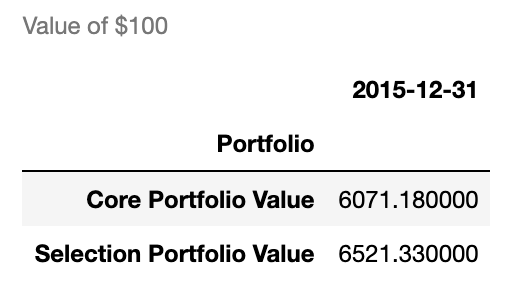 Value of $100
2015-12-31
Portfolio
Core Portfolio Value 6071.180000
Selection Portfolio Value 6521.330000